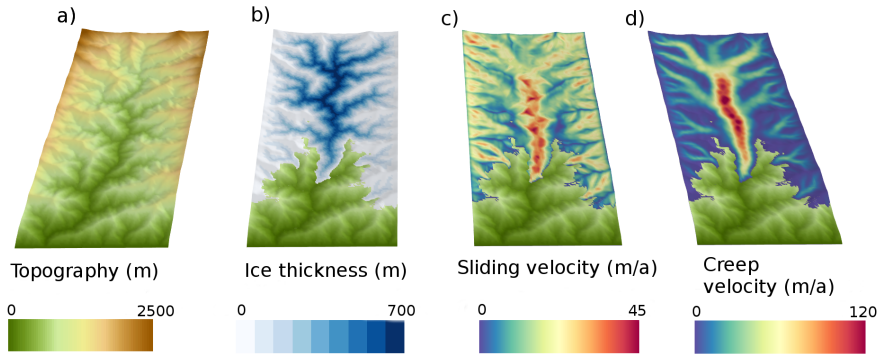 a)
b)
c)
d)
Topography (m)
Ice thickness (m)
Sliding velocity (m/a)
Creep
velocity (m/a)
0 2500
0 700
0 45
0 120